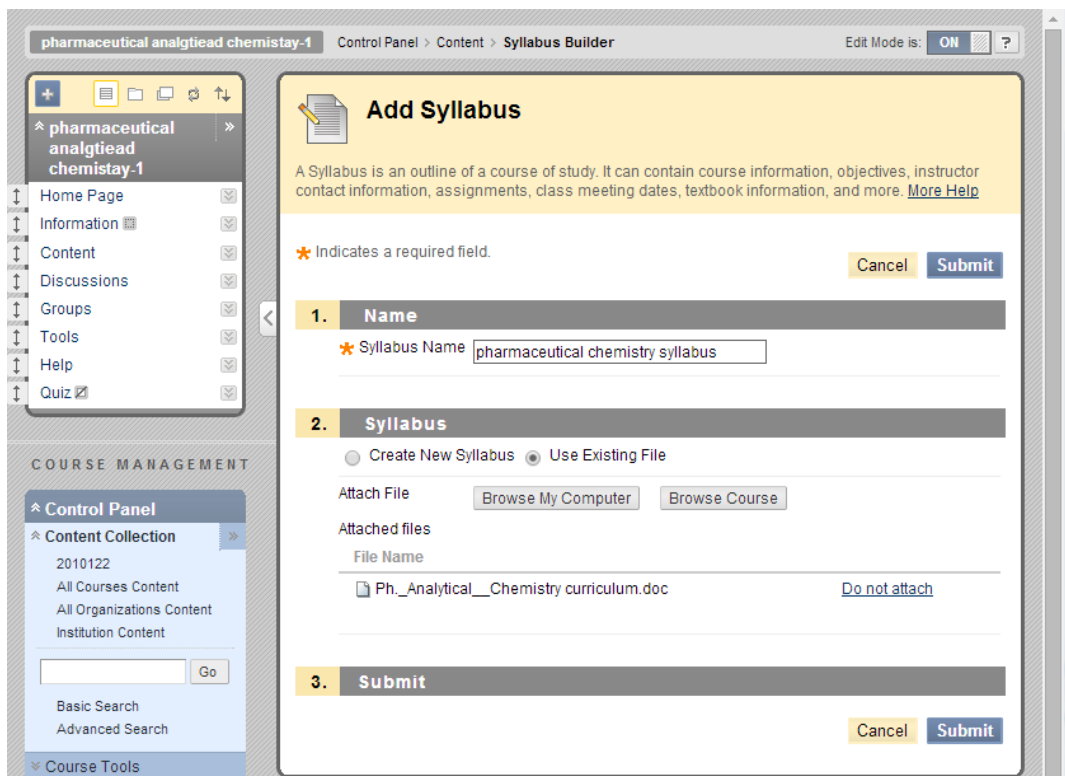 pharmaceutical analgtiead chemistay-1 Control Panel > Content > Syllabus Builder Edit Mode is: ON ?
pharmaceutical
analgtiead
chemistay-1
Home Page
Information
Content
Discussions
Groups
Tools
Help
Quiz
COURSE MANAGEMENT
Control Panel
Content Collection
2010122
All Courses Content
All Organizations Content
Institution Content
Go
Basic Search
Advanced Search
Course Tools
Add Syllabus
A Syllabus is an outline of a course of study. It can contain course information, objectives, instructor
contact information, assignments, class meeting dates, textbook information, and more. More Help
Indicates a required field.
Cancel Submit
1. Name
Syllabus Name pharmaceutical chemistry syllabus
2. Syllabus
Create New Syllabus Use Existing File
Attach File Browse My Computer Browse Course
Attached files
File Name
Ph._Analytical__Chemistry curriculum.doc Do not attach
3. Submit
Cancel Submit